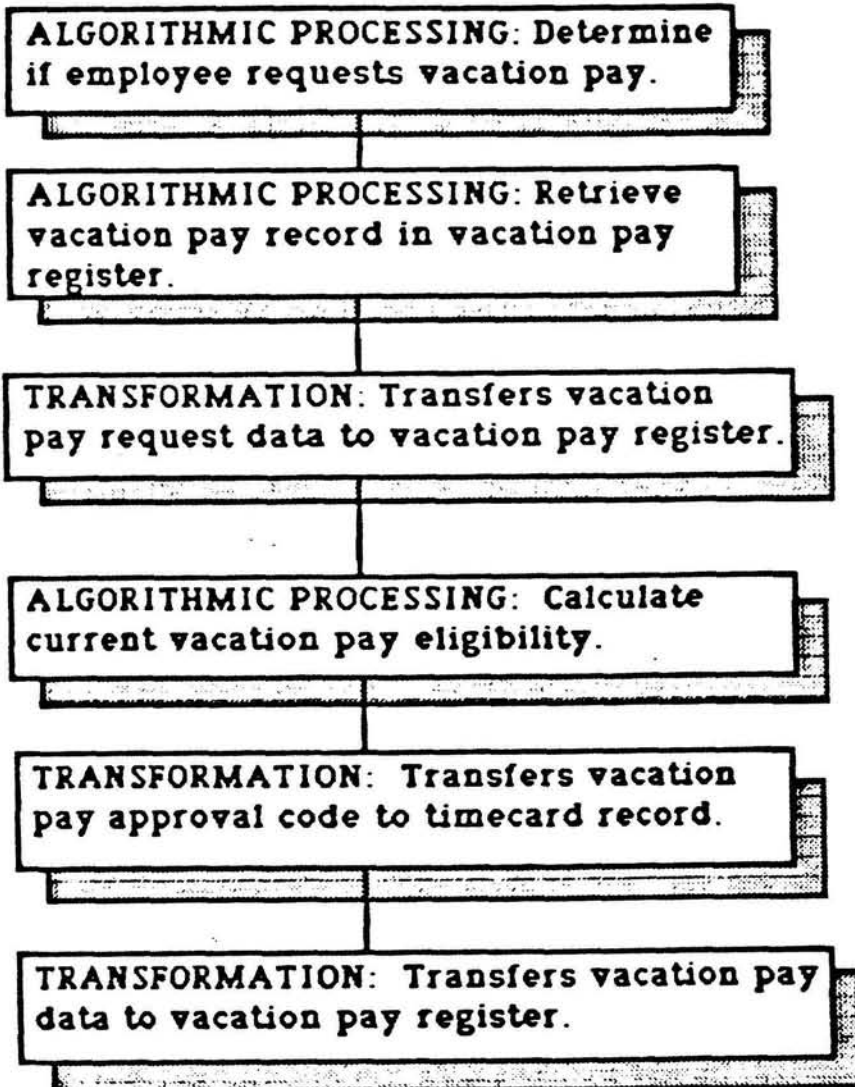 ALGORITHMIC PROCESSING: Determine
if employee requests vacation pay.
ALGORITHMIC PROCESSING: Retrieve
vacation pay record in vacation pay
register.
TRANSFORMATION: Transfers vacation
pay request data to vacation pay register.
ALGORITHMIC PROCESSING: Calculate
current vacation pay eligibility.
TRANSFORMATION: Transfers vacation
pay approval code to timecard record.
TRANSFORMATION: Transfers vacation pay
data to vacation pay register.